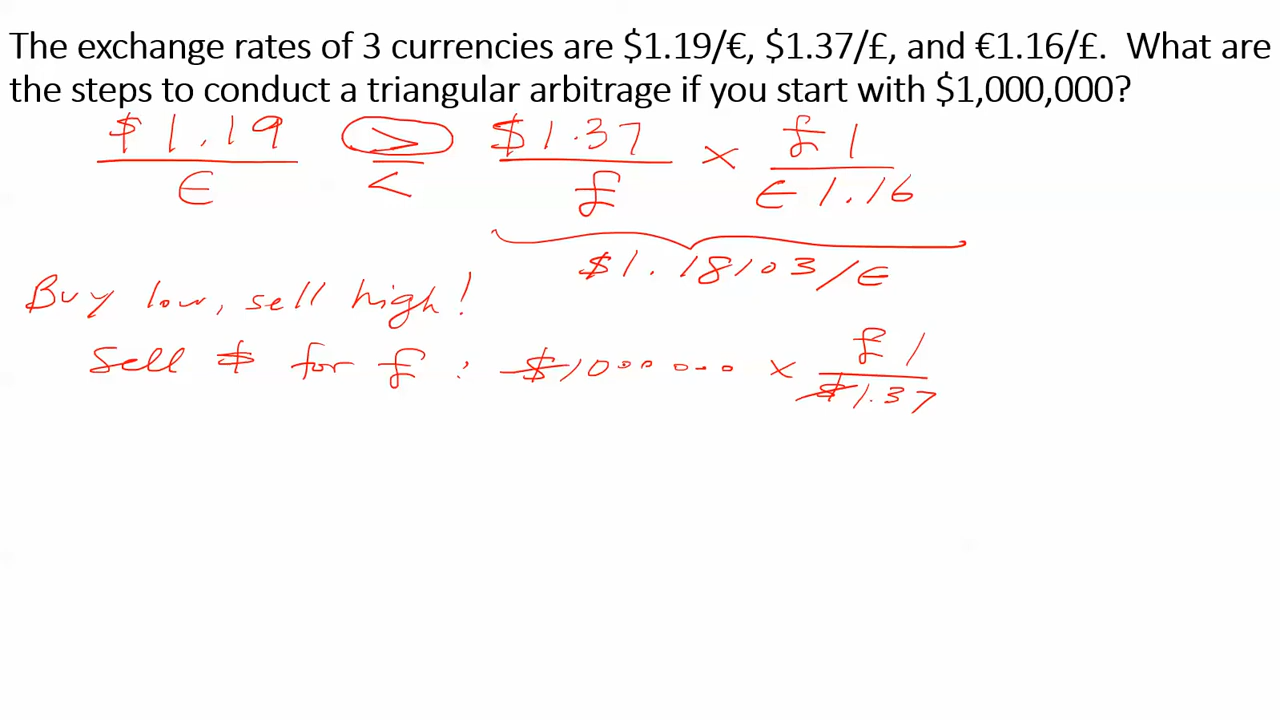 The exchange rates of 3 currencies are $1.19/€, $1.37/£, and €1.16/£. What are
the steps to conduct a triangular arbitrage if you start with $1,000,000?
$1.19 > $1.37 × £1
€ < £ €1.16
$1.18103/€
Buy low, sell high!
Sell $ for £ : $1000000 × £1
$1.37